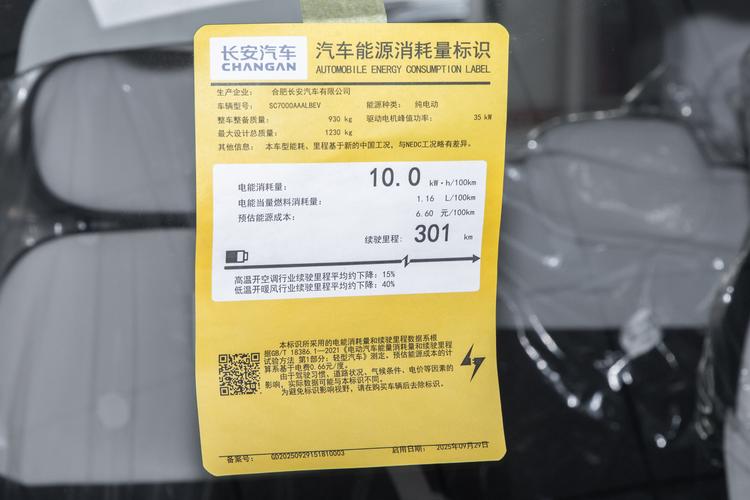 长安汽车
CHANGAN
汽车能源消耗量标识
AUTOMOBILE ENERGY CONSUMPTION LABEL
生产企业： 合肥长安汽车有限公司
车辆型号： SC7000AAALBEV 能源种类： 纯电动
整车整备质量： 930 kg 驱动电机峰值功率： 35 kW
最大设计总质量： 1230 kg
其他信息： 本车型能耗、里程基于新的中国工况，与NEDC工况略有差异。
电能消耗量： 10.0 kW·h/100km
电能当量燃料消耗量： 1.16 L/100km
预估能源成本： 6.60 元/100km
续驶里程： 301 km
高温开空调行业续驶里程平均约下降：15%
低温开暖风行业续驶里程平均约下降：40%
本标识所采用的电能消耗量和续驶里程数据系根
据GB/T 18386.1—2021《电动汽车能量消耗量和续驶里程
试验方法 第1部分：轻型汽车》测定。预估能源成本的计
算系基于电费0.66元/度。
由于驾驶习惯、道路状况、气候条件、电价等因素的
影响，实际数据可能与本标识不同。
为避免标识影响视野，请在购买车辆后去除标识。
备案号： GD20250929151810003 启用日期： 2025年09月29日